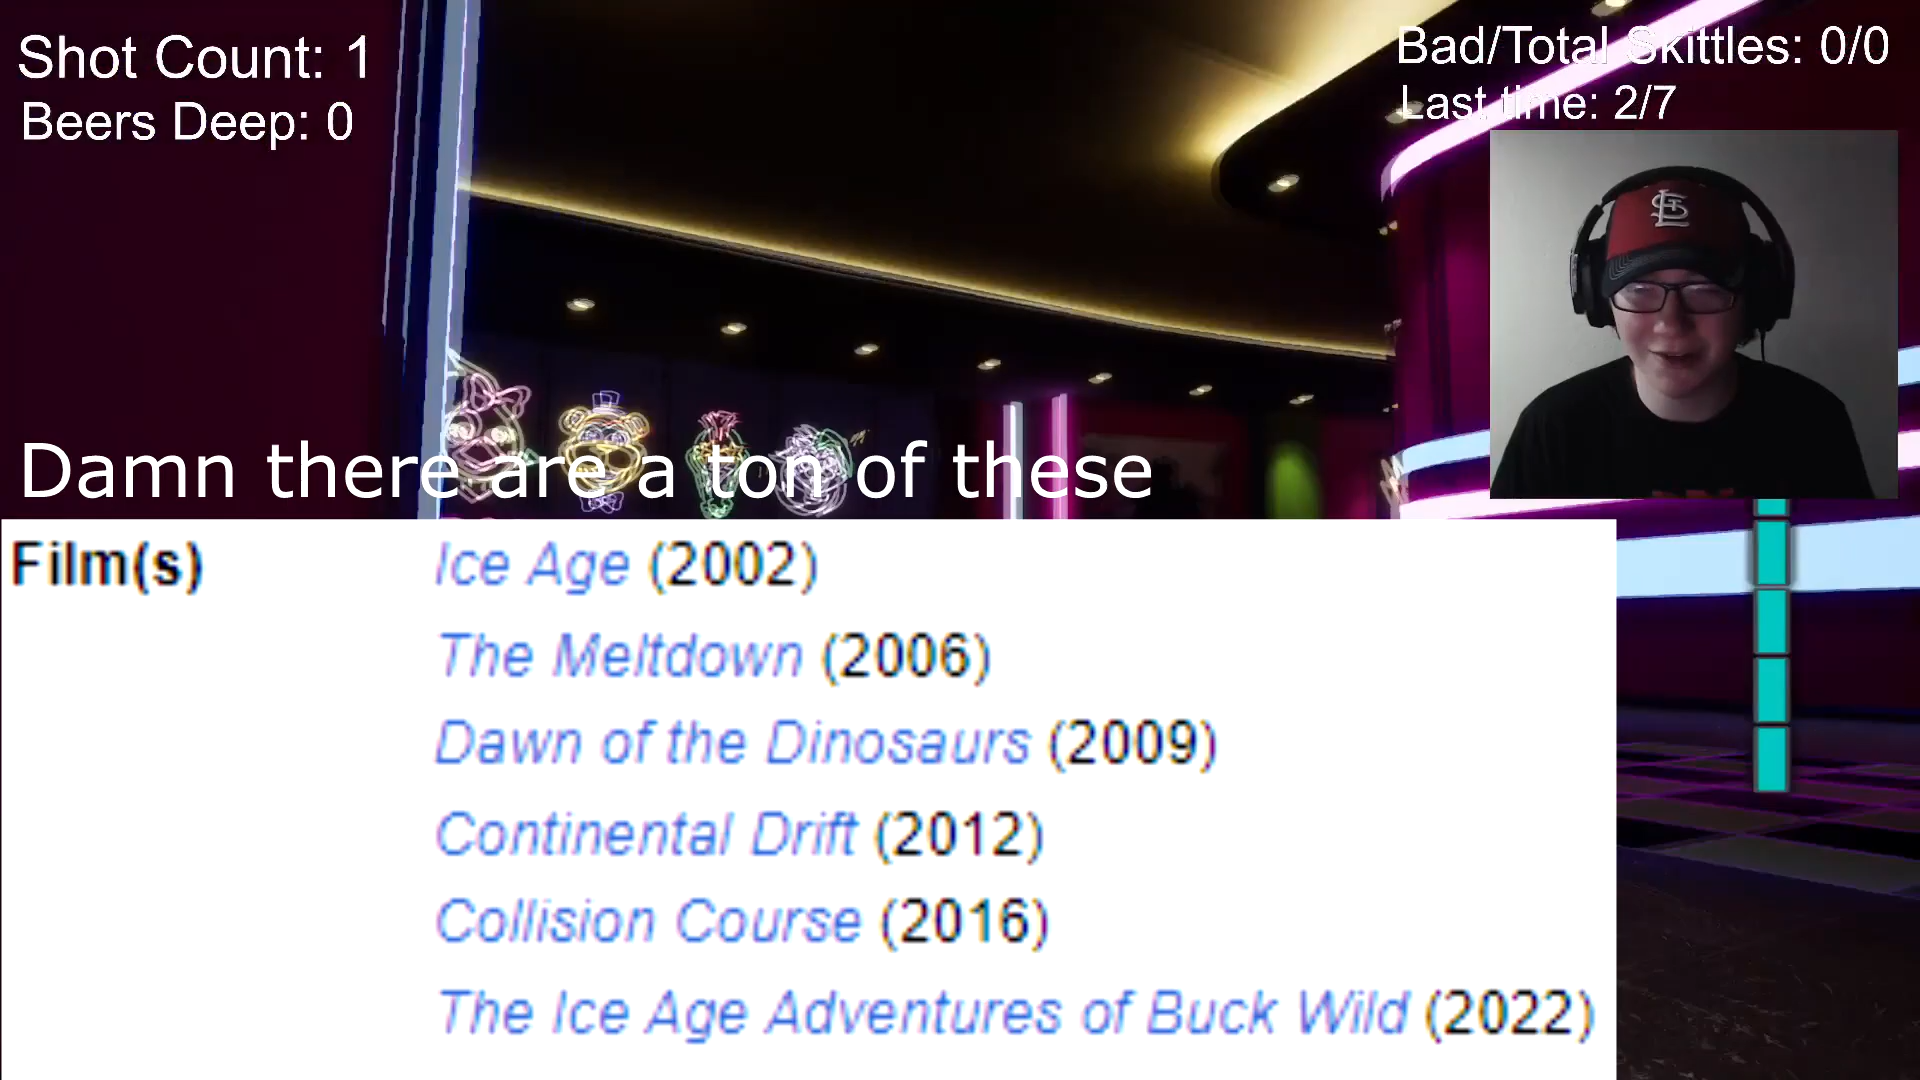 Shot Count: 1
Beers Deep: 0
Bad/Total Skittles: 0/0
Last time: 2/7
STL
Damn there are a ton of these
Film(s)
Ice Age (2002)
The Meltdown (2006)
Dawn of the Dinosaurs (2009)
Continental Drift (2012)
Collision Course (2016)
The Ice Age Adventures of Buck Wild (2022)